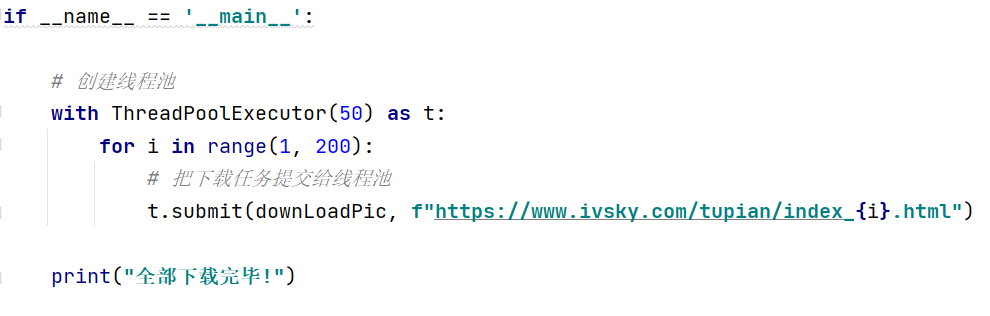 if __name__ == '__main__':
# 创建线程池
with ThreadPoolExecutor(50) as t:
for i in range(1, 200):
# 把下载任务提交给线程池
t.submit(downLoadPic, f"https://www.ivsky.com/tupian/index_{i}.html")
print("全部下载完毕!")